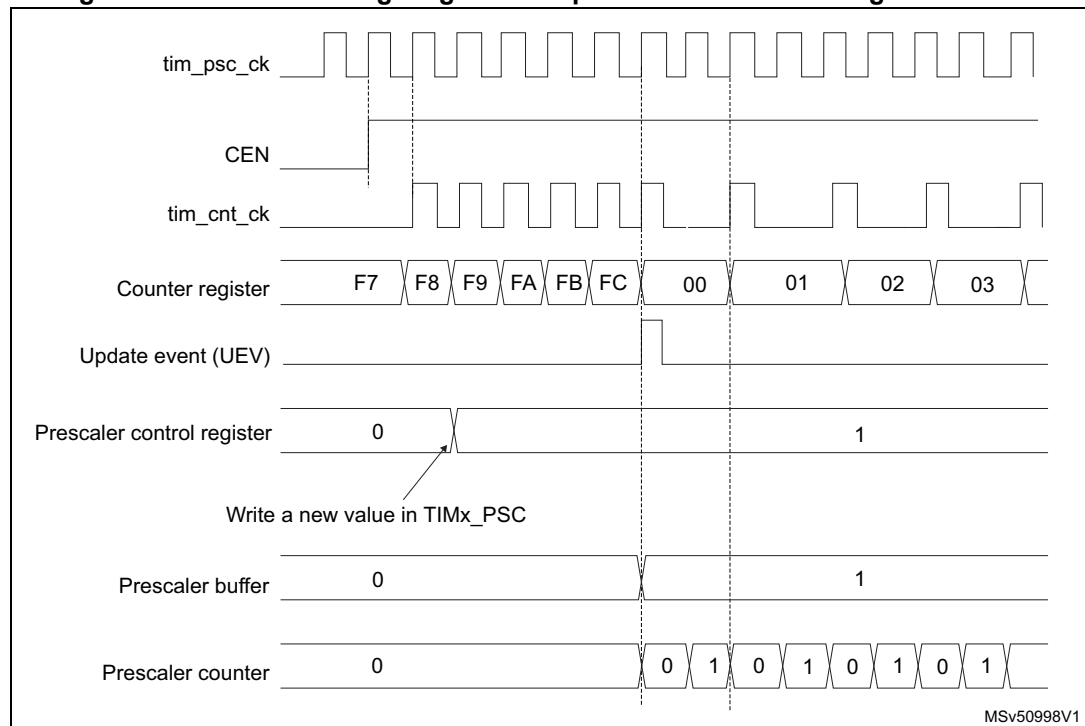 tim_psc_ck
CEN
tim_cnt_ck
Counter register F7 F8 F9 FA FB FC 00 01 02 03
Update event (UEV)
Prescaler control register 0 1
Write a new value in TIMx_PSC
Prescaler buffer 0 1
Prescaler counter 0 0 1 0 1 0 1 0 1
MSv50998V1